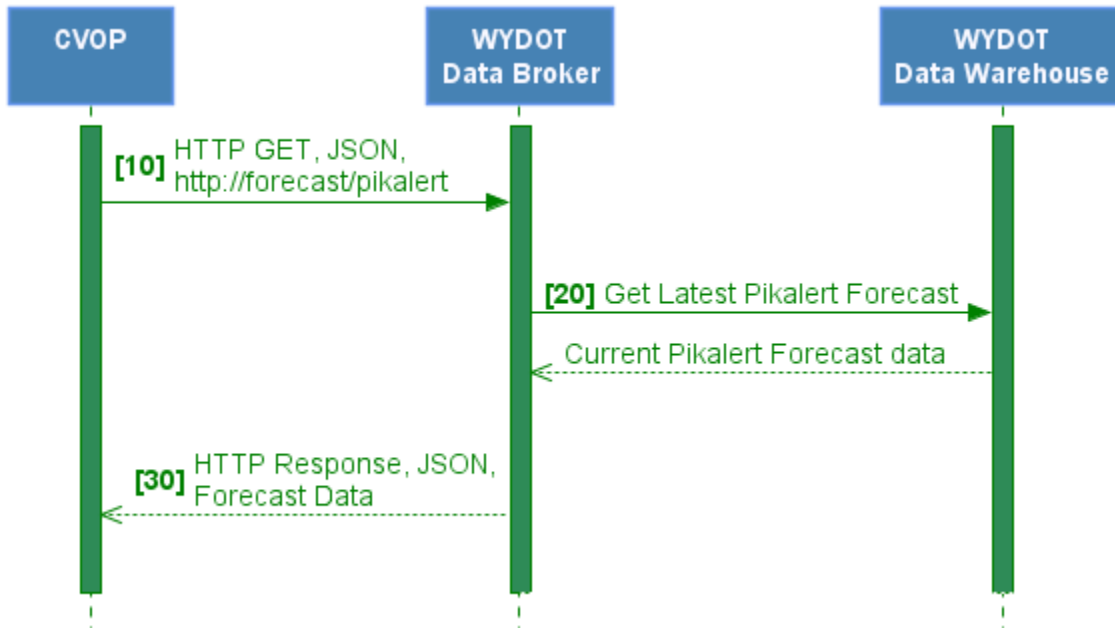 CVOP
WYDOT
Data Broker
WYDOT
Data Warehouse
[10] HTTP GET, JSON,
http://forecast/pikalert
[20] Get Latest Pikalert Forecast
Current Pikalert Forecast data
[30] HTTP Response, JSON,
Forecast Data